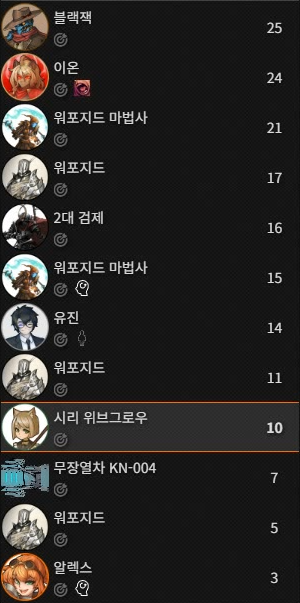 블랙잭
25
이온
24
워포지드 마법사
21
워포지드
17
2대 검제
16
워포지드 마법사
15
유진
14
워포지드
11
시리 위브그로우
10
무장열차 KN-004
7
워포지드
5
알렉스
3